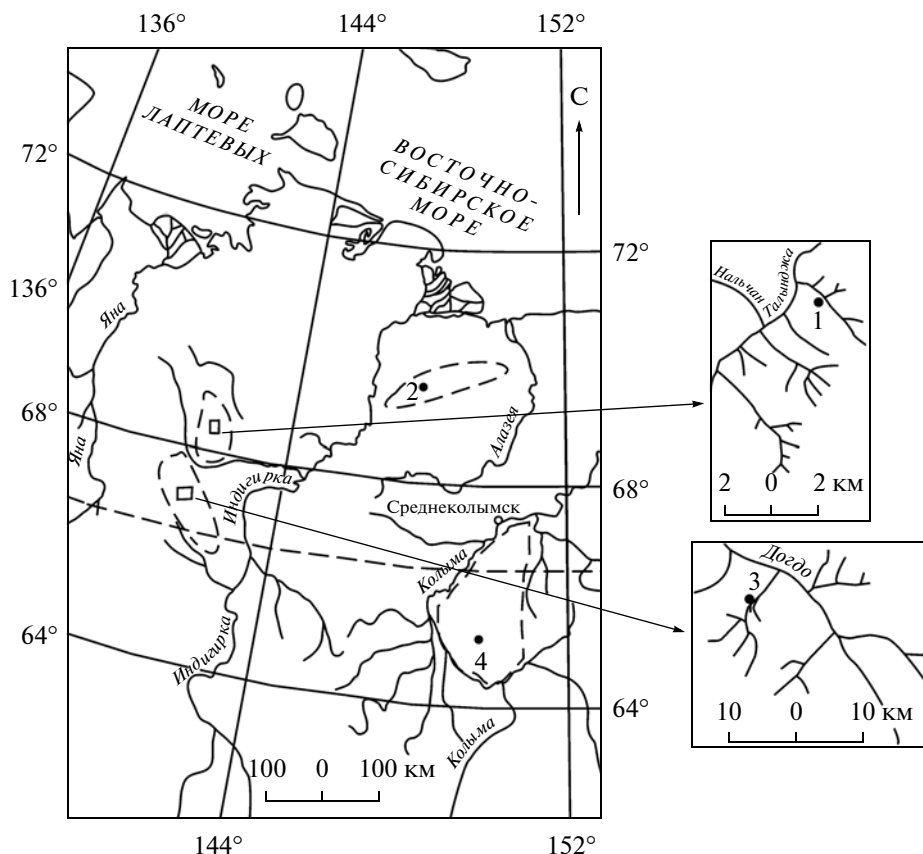 136°
144°
152°
С
МОРЕ
ЛАПТЕВЫХ
ВОСТОЧНО-
СИБИРСКОЕ
МОРЕ
72°
72°
136°
Яна
2
Алазея
68°
Яна
Индигирка
68°
Среднеколымск
Колыма
64°
Индигирка
4
64°
Колыма
100 0 100 км
144°
152°
Нальчан
Талынджа
1
2 0 2 км
Догдо
3
10 0 10 км